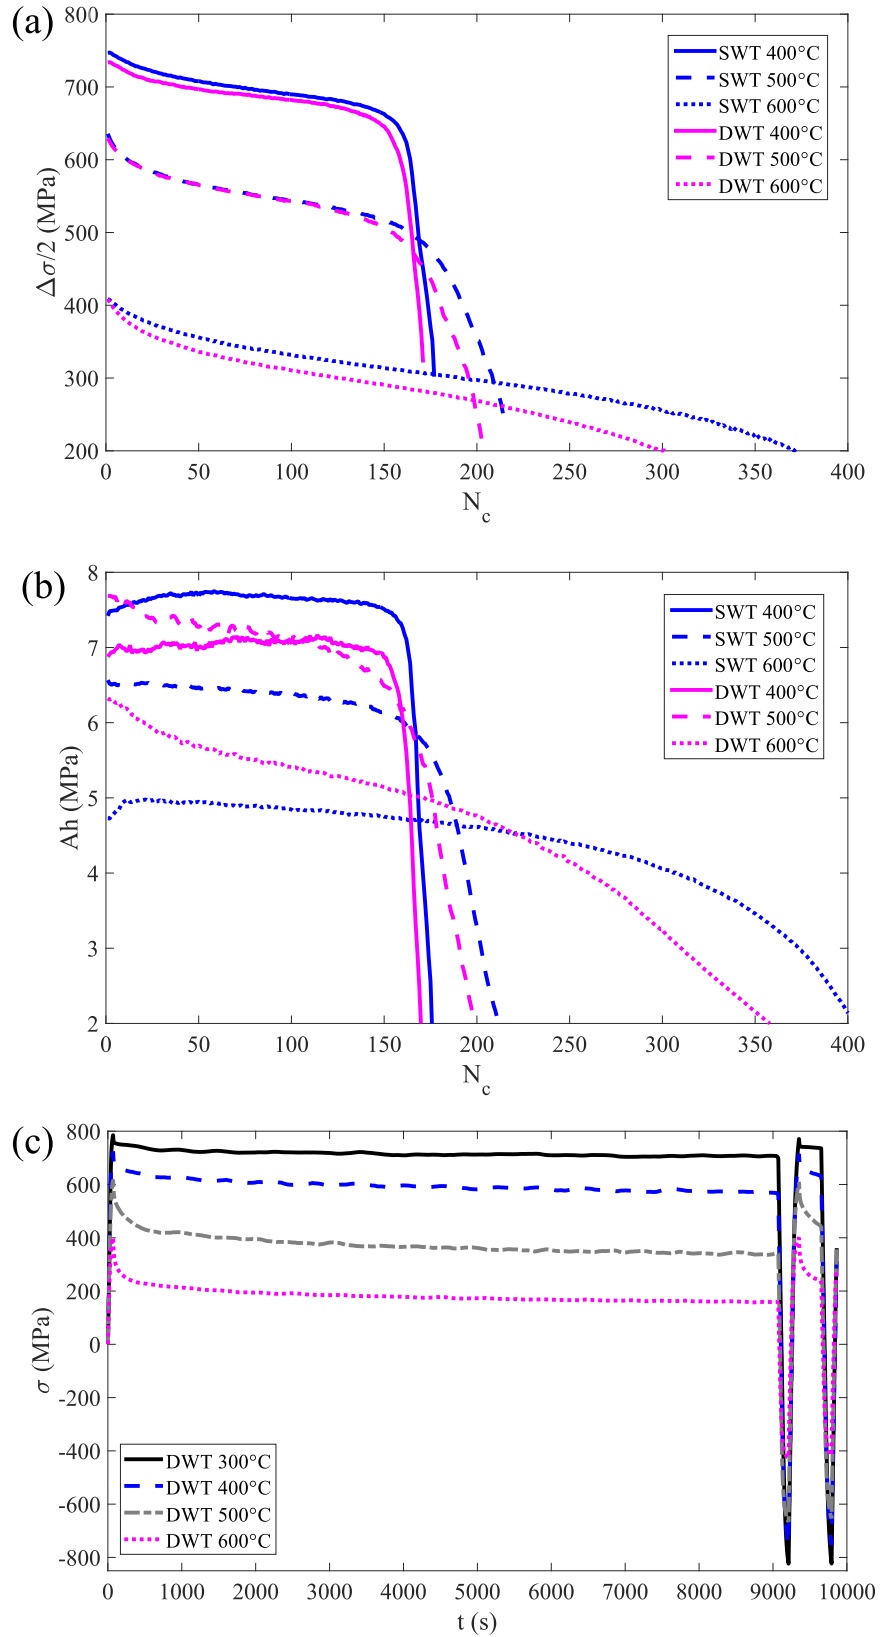 (a)
800
700
600
500
400
300
200
Δσ/2 (MPa)
0 50 100 150 200 250 300 350 400
N_c
SWT 400°C
SWT 500°C
SWT 600°C
DWT 400°C
DWT 500°C
DWT 600°C
(b)
8
7
6
5
4
3
2
Ah (MPa)
0 50 100 150 200 250 300 350 400
N_c
SWT 400°C
SWT 500°C
SWT 600°C
DWT 400°C
DWT 500°C
DWT 600°C
(c)
800
600
400
200
0
-200
-400
-600
-800
σ (MPa)
0 1000 2000 3000 4000 5000 6000 7000 8000 9000 10000
t (s)
DWT 300°C
DWT 400°C
DWT 500°C
DWT 600°C